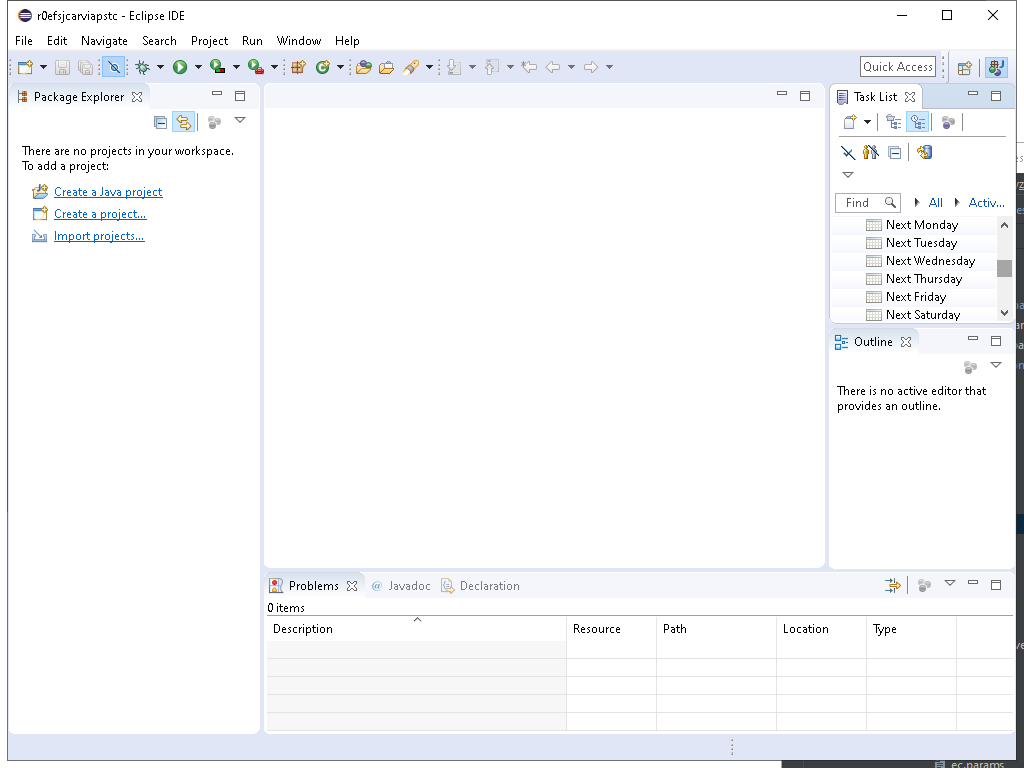 r0efsjcarviapstc - Eclipse IDE
File Edit Navigate Search Project Run Window Help
Quick Access
Package Explorer
There are no projects in your workspace.
To add a project:
Create a Java project
Create a project...
Import projects...
Task List
Find All Activ...
Next Monday
Next Tuesday
Next Wednesday
Next Thursday
Next Friday
Next Saturday
Outline
There is no active editor that
provides an outline.
Problems @ Javadoc Declaration
0 items
Description Resource Path Location Type
ec.params